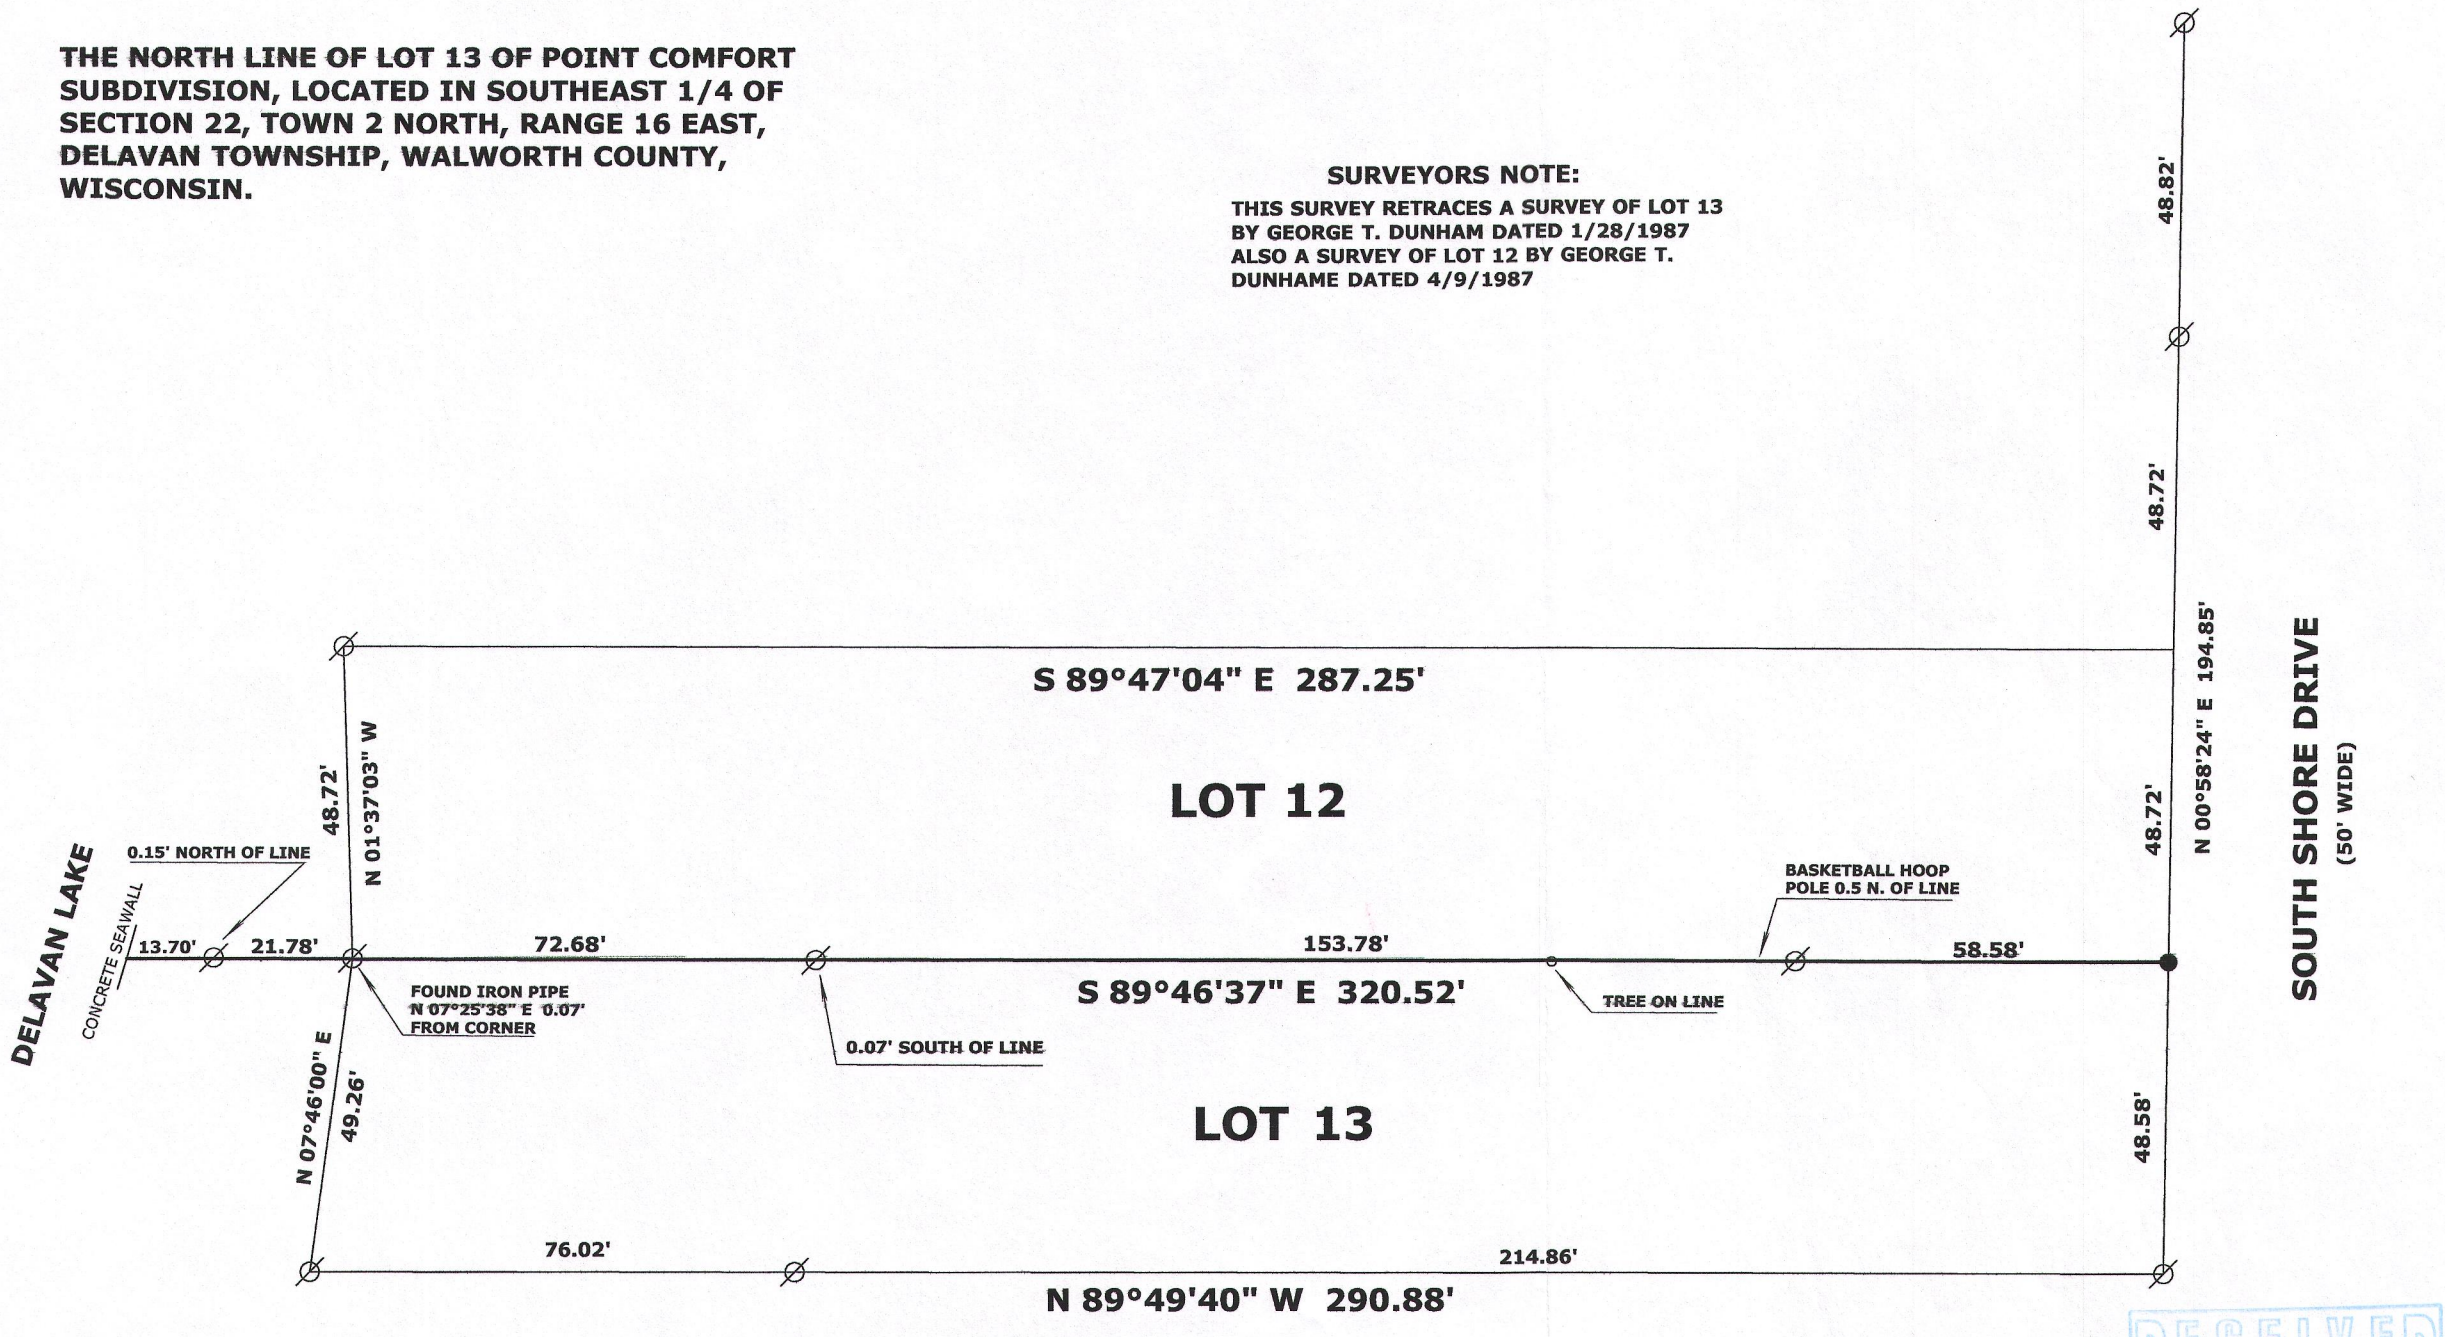 THE NORTH LINE OF LOT 13 OF POINT COMFORT
SUBDIVISION, LOCATED IN SOUTHEAST 1/4 OF
SECTION 22, TOWN 2 NORTH, RANGE 16 EAST,
DELAVAN TOWNSHIP, WALWORTH COUNTY,
WISCONSIN.
SURVEYORS NOTE:
THIS SURVEY RETRACES A SURVEY OF LOT 13
BY GEORGE T. DUNHAM DATED 1/28/1987
ALSO A SURVEY OF LOT 12 BY GEORGE T.
DUNHAME DATED 4/9/1987
48.82'
48.72'
N 00°58'24" E 194.85'
SOUTH SHORE DRIVE
(50' WIDE)
S 89°47'04" E 287.25'
LOT 12
48.72'
N 01°37'03" W
48.72'
0.15' NORTH OF LINE
DELAVAN LAKE
CONCRETE SEAWALL
BASKETBALL HOOP
POLE 0.5 N. OF LINE
13.70'
21.78'
72.68'
153.78'
58.58'
S 89°46'37" E 320.52'
FOUND IRON PIPE
N 07°25'38" E 0.07'
FROM CORNER
TREE ON LINE
0.07' SOUTH OF LINE
N 07°46'00" E
49.26'
LOT 13
48.58'
76.02'
214.86'
N 89°49'40" W 290.88'
RECEIVED